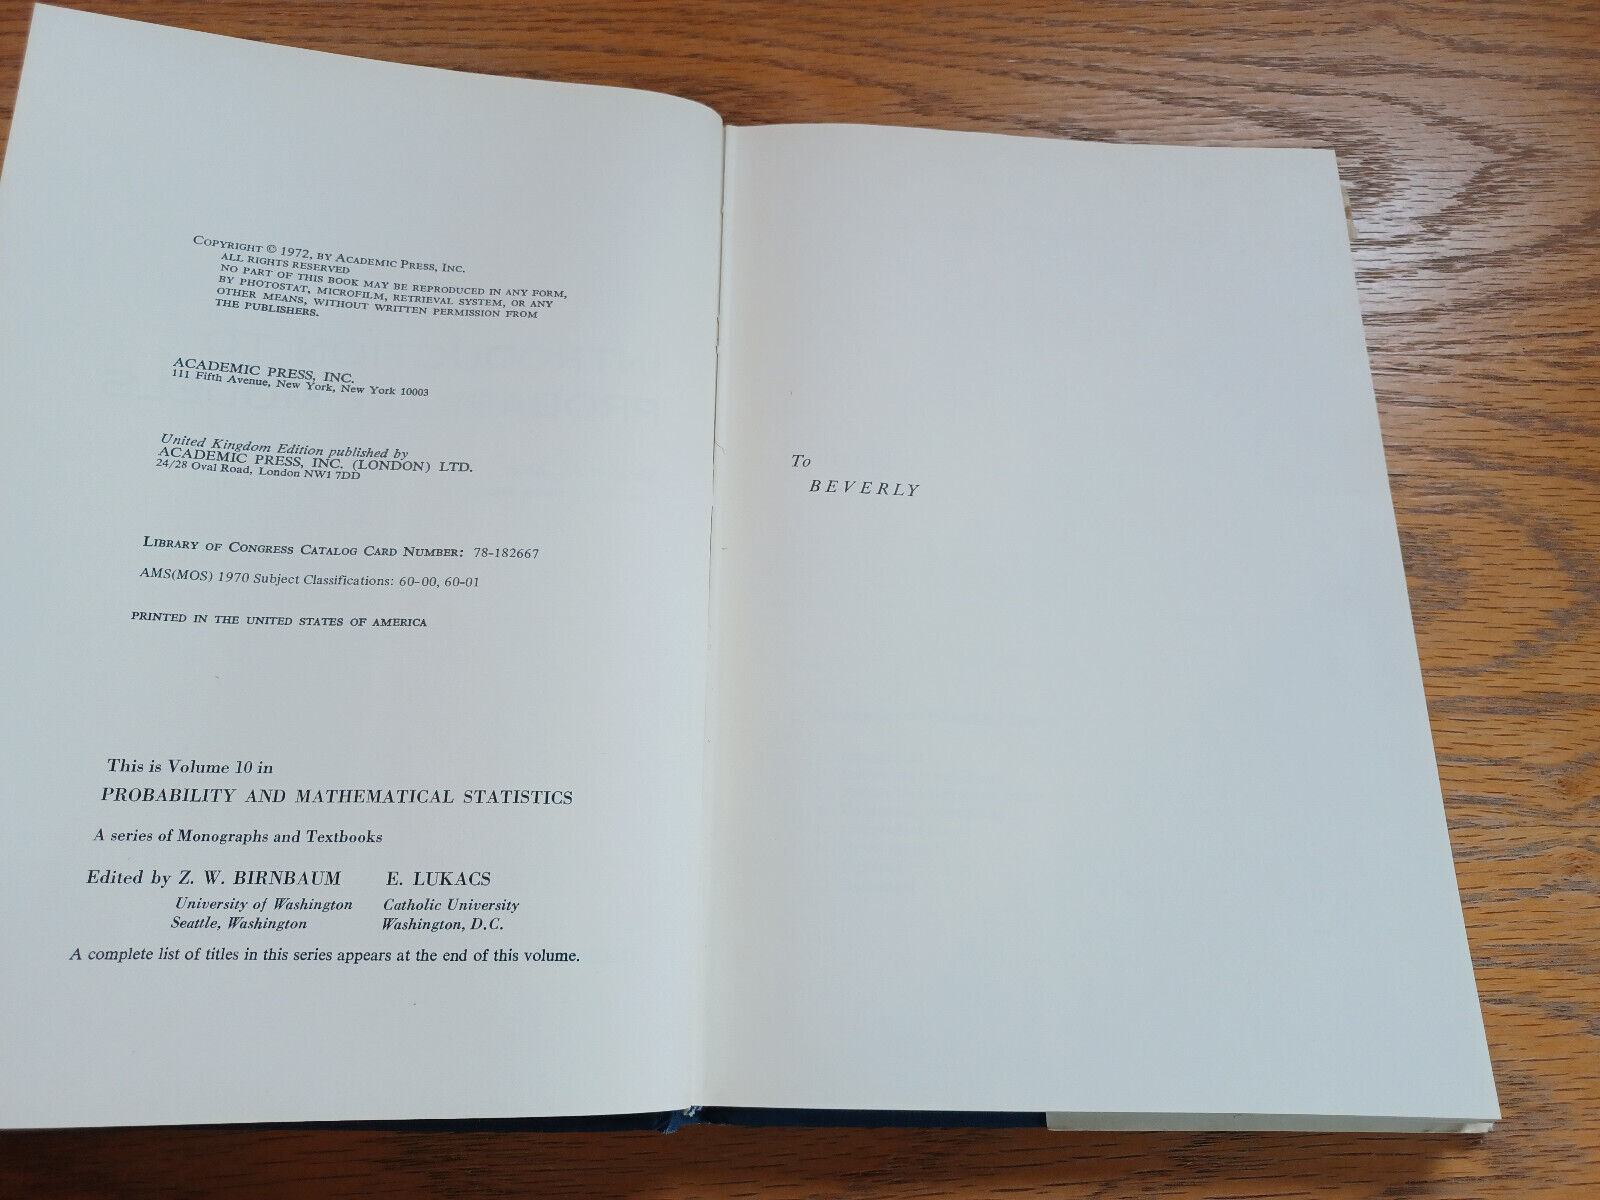 COPYRIGHT © 1972, BY ACADEMIC PRESS, INC.
ALL RIGHTS RESERVED
NO PART OF THIS BOOK MAY BE REPRODUCED IN ANY FORM,
BY PHOTOSTAT, MICROFILM, RETRIEVAL SYSTEM, OR ANY
OTHER MEANS, WITHOUT WRITTEN PERMISSION FROM
THE PUBLISHERS.
ACADEMIC PRESS, INC.
111 Fifth Avenue, New York, New York 10003
United Kingdom Edition published by
ACADEMIC PRESS, INC. (LONDON) LTD.
24/28 Oval Road, London NW1 7DD
LIBRARY OF CONGRESS CATALOG CARD NUMBER: 78-182667
AMS(MOS) 1970 Subject Classifications: 60-00, 60-01
PRINTED IN THE UNITED STATES OF AMERICA
This is Volume 10 in
PROBABILITY AND MATHEMATICAL STATISTICS
A series of Monographs and Textbooks
Edited by Z. W. BIRNBAUM E. LUKACS
University of Washington Catholic University
Seattle, Washington Washington, D.C.
A complete list of titles in this series appears at the end of this volume.
To
BEVERLY